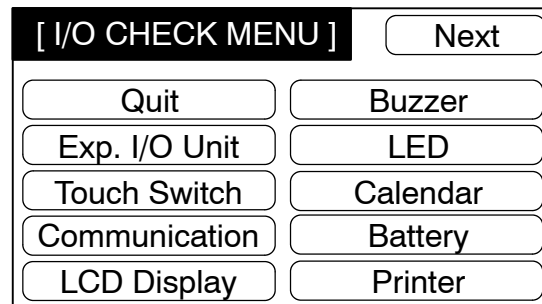 [ I/O CHECK MENU ] Next
Quit Buzzer
Exp. I/O Unit LED
Touch Switch Calendar
Communication Battery
LCD Display Printer